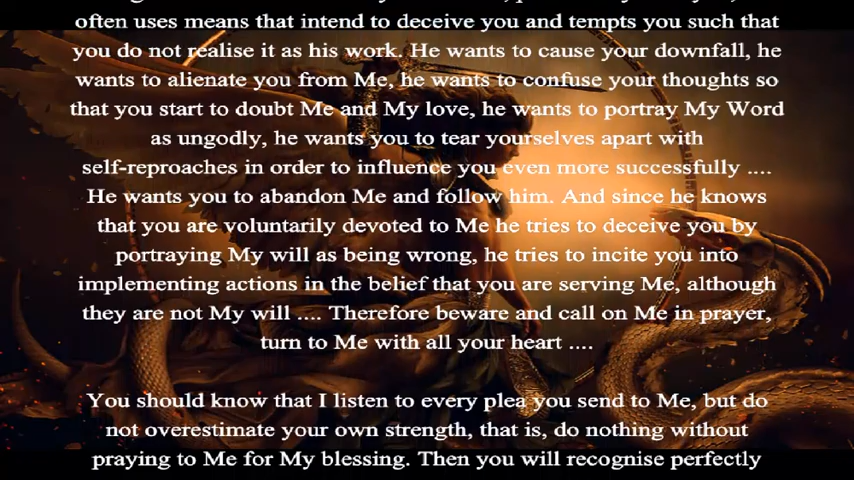 often uses means that intend to deceive you and tempts you such that
you do not realise it as his work. He wants to cause your downfall, he
wants to alienate you from Me, he wants to confuse your thoughts so
that you start to doubt Me and My love, he wants to portray My Word
as ungodly, he wants you to tear yourselves apart with
self-reproaches in order to influence you even more successfully ....
He wants you to abandon Me and follow him. And since he knows
that you are voluntarily devoted to Me he tries to deceive you by
portraying My will as being wrong, he tries to incite you into
implementing actions in the belief that you are serving Me, although
they are not My will .... Therefore beware and call on Me in prayer,
turn to Me with all your heart ....
You should know that I listen to every plea you send to Me, but do
not overestimate your own strength, that is, do nothing without
praying to Me for My blessing. Then you will recognise perfectly